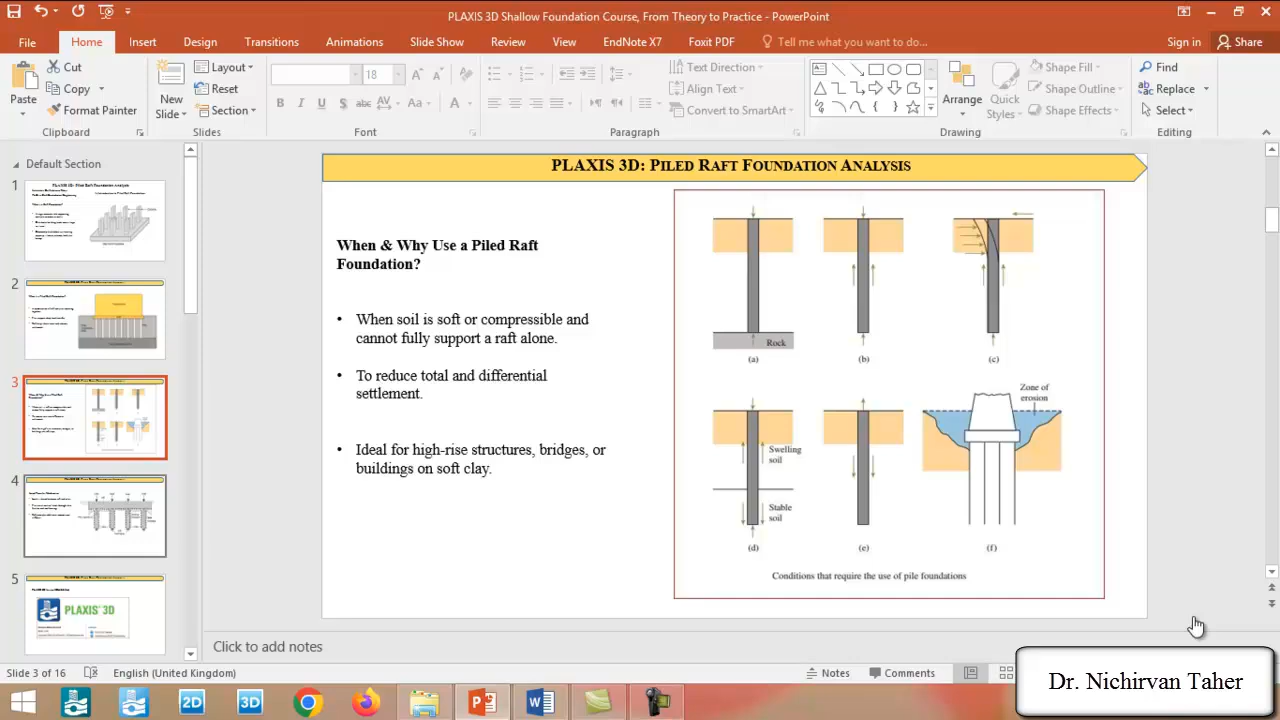 PLAXIS 3D Shallow Foundation Course, From Theory to Practice - PowerPoint
File Home Insert Design Transitions Animations Slide Show Review View EndNote X7 Foxit PDF Tell me what you want to do... Sign in Share
Paste
Cut
Copy
Format Painter
Clipboard
New
Slide
Layout
Reset
Section
Slides
18
B I U S abc AV Aa A
Font
Text Direction
Align Text
Convert to SmartArt
Paragraph
Arrange
Quick
Styles
Shape Fill
Shape Outline
Shape Effects
Drawing
Find
Replace
Select
Editing
Default Section
1
2
3
4
5
PLAXIS 3D
PLAXIS 3D: PILED RAFT FOUNDATION ANALYSIS
When & Why Use a Piled Raft
Foundation?
• When soil is soft or compressible and
cannot fully support a raft alone.
• To reduce total and differential
settlement.
• Ideal for high-rise structures, bridges, or
buildings on soft clay.
Rock
(a) (b) (c)
Zone of
erosion
Swelling
soil
Stable
soil
(d) (e) (f)
Conditions that require the use of pile foundations
Click to add notes
Slide 3 of 16 English (United Kingdom) Notes Comments
2D 3D
Dr. Nichirvan Taher